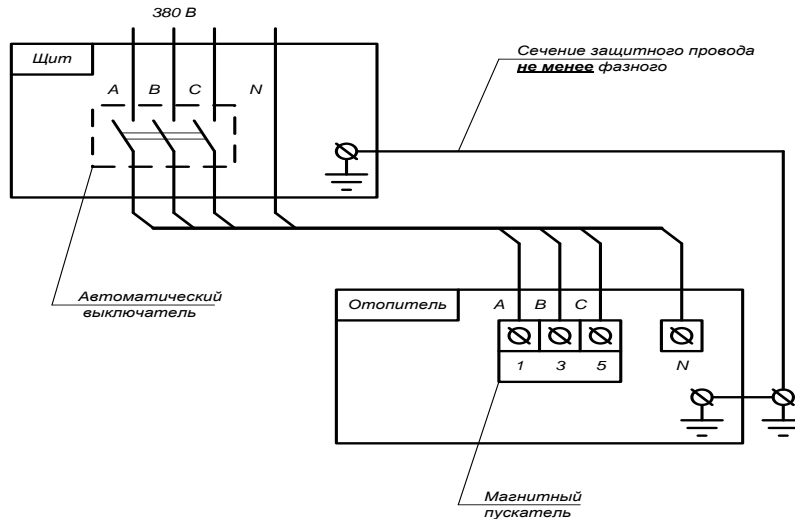 380 В
Щит
Сечение защитного провода
не менее фазного
А В С N
Автоматический
выключатель
Отопитель
А В С
1 3 5 N
Магнитный
пускатель